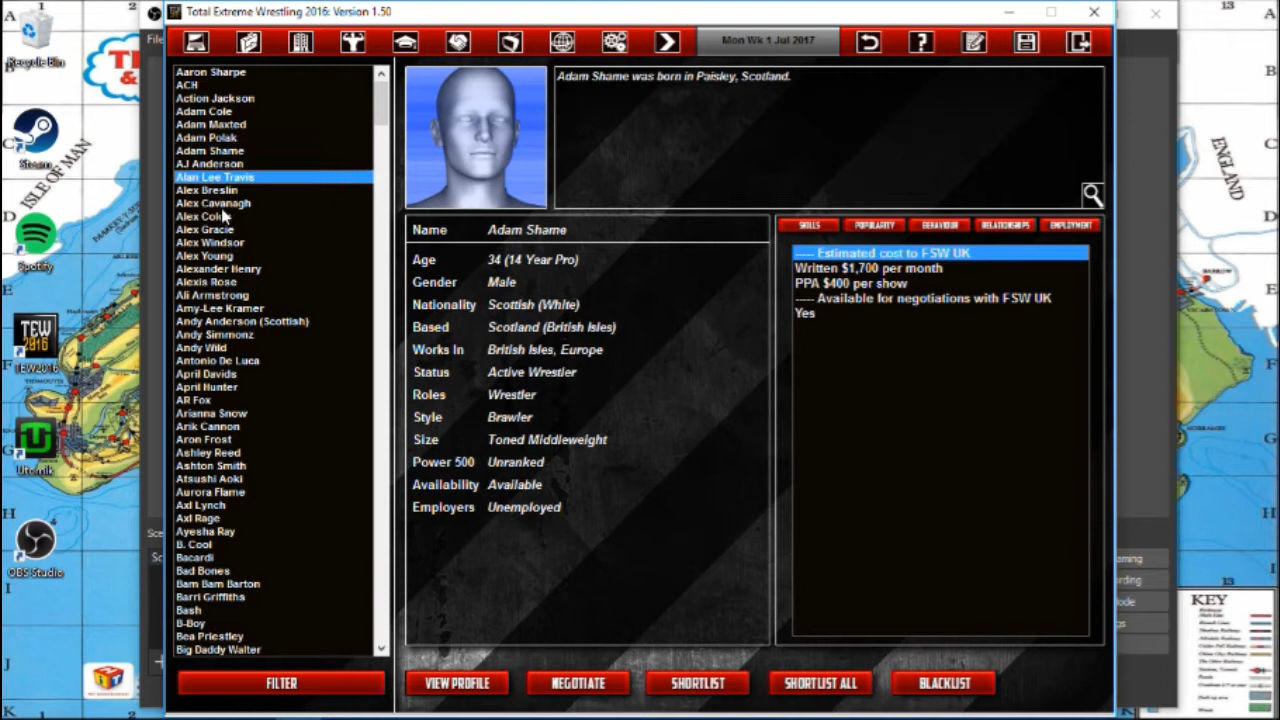 Total Extreme Wrestling 2016: Version 1.50
Mon Wk 1 Jul 2017
Recycle Bin
Steam
Spotify
TEW
2016
TEW2016
Utomik
OBS Studio
ISLE OF MAN
ENGLAND
File
KEY
Aaron Sharpe
ACH
Action Jackson
Adam Cole
Adam Maxted
Adam Polak
Adam Shame
AJ Anderson
Alan Lee Travis
Alex Breslin
Alex Cavanagh
Alex Colon
Alex Gracie
Alex Windsor
Alex Young
Alexander Henry
Alexis Rose
Ali Armstrong
Amy-Lee Kramer
Andy Anderson (Scottish)
Andy Simmonz
Andy Wild
Antonio De Luca
April Davids
April Hunter
AR Fox
Arianna Snow
Arik Cannon
Aron Frost
Ashley Reed
Ashton Smith
Atsushi Aoki
Aurora Flame
Axl Lynch
Axl Rage
Ayesha Ray
B. Cool
Bacardi
Bad Bones
Bam Bam Barton
Barri Griffiths
Bash
B-Boy
Bea Priestley
Big Daddy Walter
FILTER
Adam Shame was born in Paisley, Scotland.
Name Adam Shame
Age 34 (14 Year Pro)
Gender Male
Nationality Scottish (White)
Based Scotland (British Isles)
Works In British Isles, Europe
Status Active Wrestler
Roles Wrestler
Style Brawler
Size Toned Middleweight
Power 500 Unranked
Availability Available
Employers Unemployed
SKILLS POPULARITY BEHAVIOUR RELATIONSHIPS EMPLOYMENT
----- Estimated cost to FSW UK
Written $1,700 per month
PPA $400 per show
----- Available for negotiations with FSW UK
Yes
VIEW PROFILE NEGOTIATE SHORTLIST SHORTLIST ALL BLACKLIST